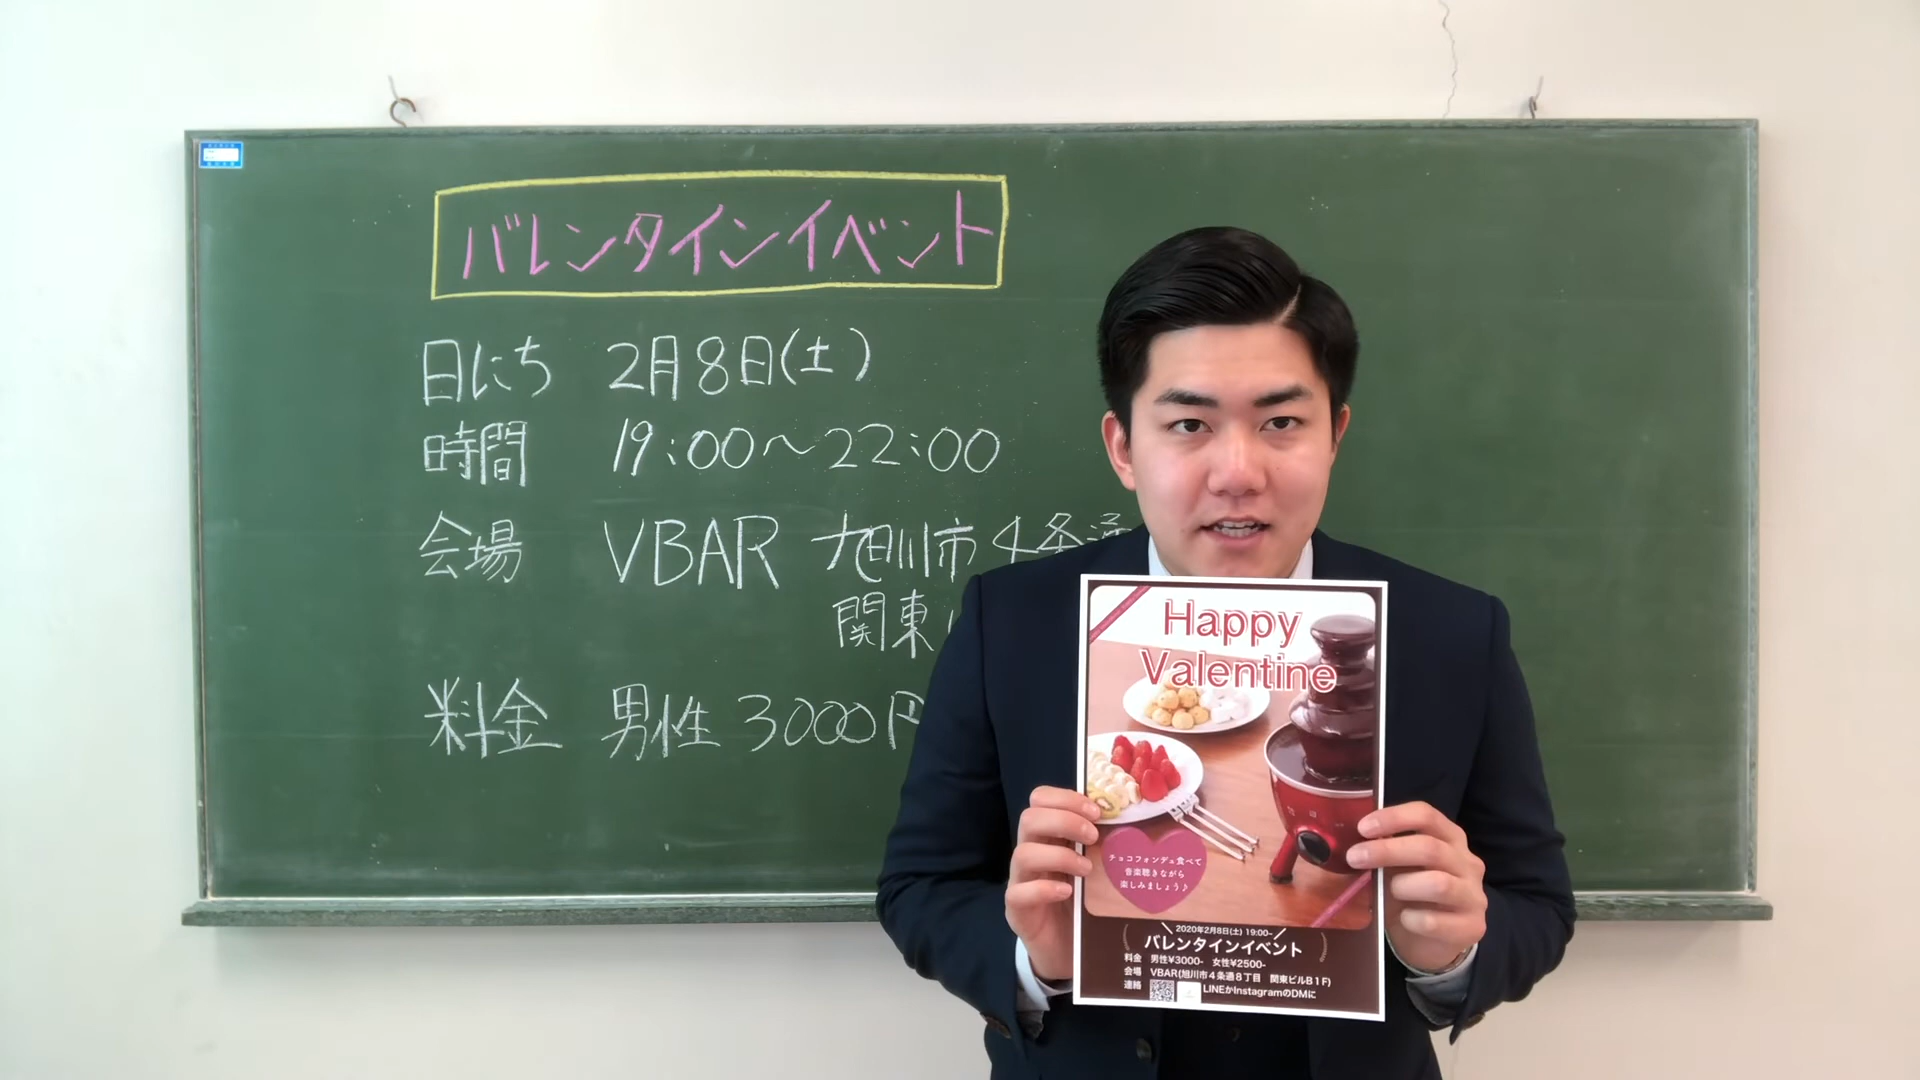 バレンタインイベント
日にち 2月8日(土)
時間 19:00〜22:00
会場 VBAR 旭川市4条通
関東
料金 男性3000円
Happy
Valentine
チョコフォンデュ食べて
音楽聴きながら
楽しみましょう♪
2020年2月8日(土) 19:00~
バレンタインイベント
料金 男性¥3000- 女性¥2500-
会場 VBAR(旭川市4条通8丁目 関東ビルB1F)
連絡 LINEかInstagramのDMに